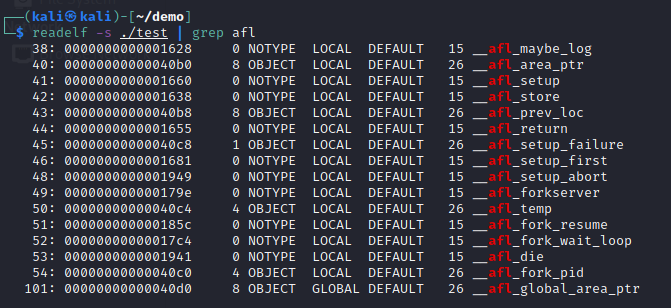 ┌──(kali㉿kali)-[~/demo]
└─$ readelf -s ./test | grep afl
38: 0000000000001628 0 NOTYPE LOCAL DEFAULT 15 __afl_maybe_log
40: 00000000000040b0 8 OBJECT LOCAL DEFAULT 26 __afl_area_ptr
41: 0000000000001660 0 NOTYPE LOCAL DEFAULT 15 __afl_setup
42: 0000000000001638 0 NOTYPE LOCAL DEFAULT 15 __afl_store
43: 00000000000040b8 8 OBJECT LOCAL DEFAULT 26 __afl_prev_loc
44: 0000000000001655 0 NOTYPE LOCAL DEFAULT 15 __afl_return
45: 00000000000040c8 1 OBJECT LOCAL DEFAULT 26 __afl_setup_failure
46: 0000000000001681 0 NOTYPE LOCAL DEFAULT 15 __afl_setup_first
48: 0000000000001949 0 NOTYPE LOCAL DEFAULT 15 __afl_setup_abort
49: 000000000000179e 0 NOTYPE LOCAL DEFAULT 15 __afl_forkserver
50: 00000000000040c4 4 OBJECT LOCAL DEFAULT 26 __afl_temp
51: 000000000000185c 0 NOTYPE LOCAL DEFAULT 15 __afl_fork_resume
52: 00000000000017c4 0 NOTYPE LOCAL DEFAULT 15 __afl_fork_wait_loop
53: 0000000000001941 0 NOTYPE LOCAL DEFAULT 15 __afl_die
54: 00000000000040c0 4 OBJECT LOCAL DEFAULT 26 __afl_fork_pid
101: 00000000000040d0 8 OBJECT GLOBAL DEFAULT 26 __afl_global_area_ptr